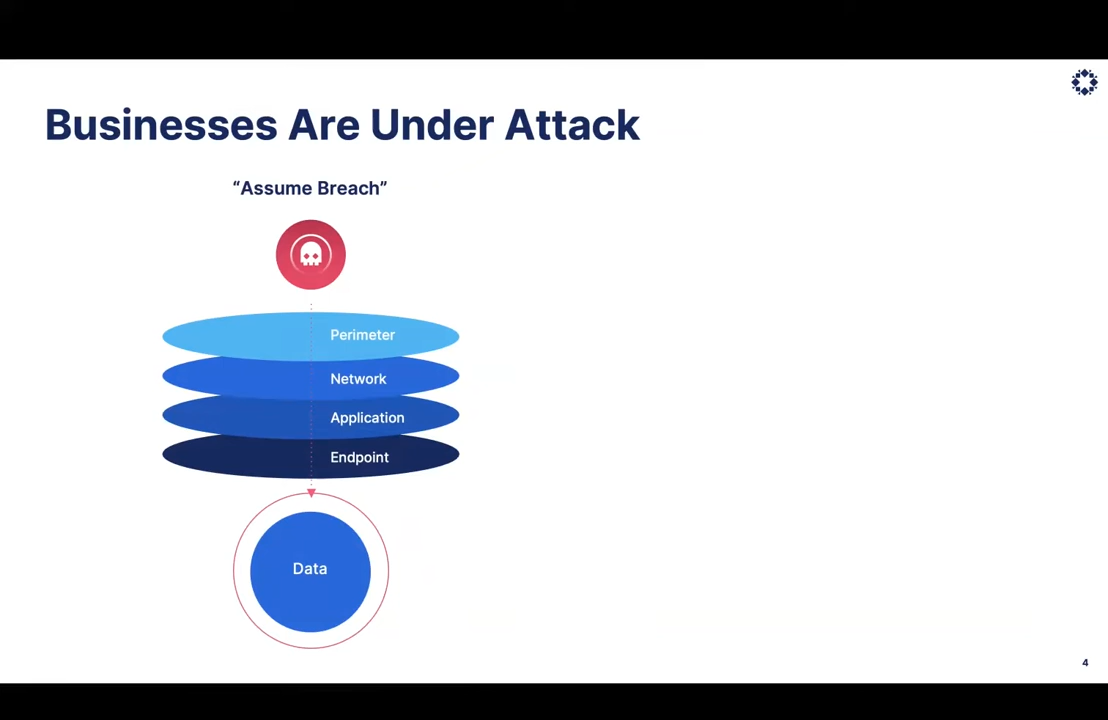 Businesses Are Under Attack
“Assume Breach”
Perimeter
Network
Application
Endpoint
Data
4